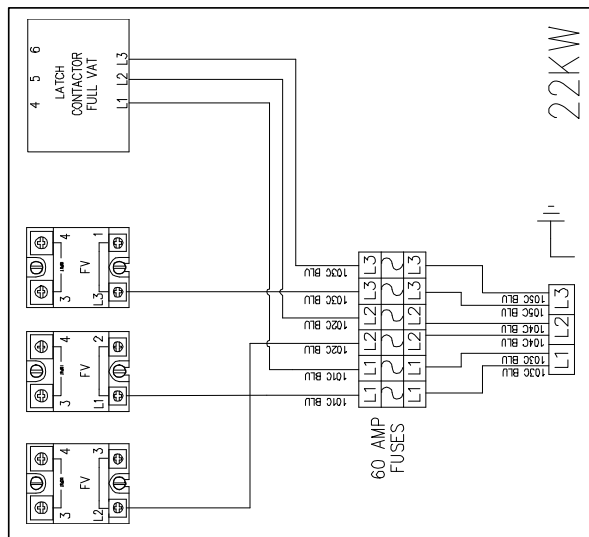 3 4
FV
L2 3
3 4
FV
L1 2
3 4
FV
L3 1
4 5 6
LATCH
CONTACTOR
FULL VAT
L1 L2 L3
101C BLU
101C BLU
102C BLU
102C BLU
103C BLU
103C BLU
60 AMP
FUSES
L1 L1 L2 L2 L3 L3
L1 L1 L2 L2 L3 L3
103C BLU
103C BLU
104C BLU
104C BLU
105C BLU
105C BLU
L1 L2 L3
22KW